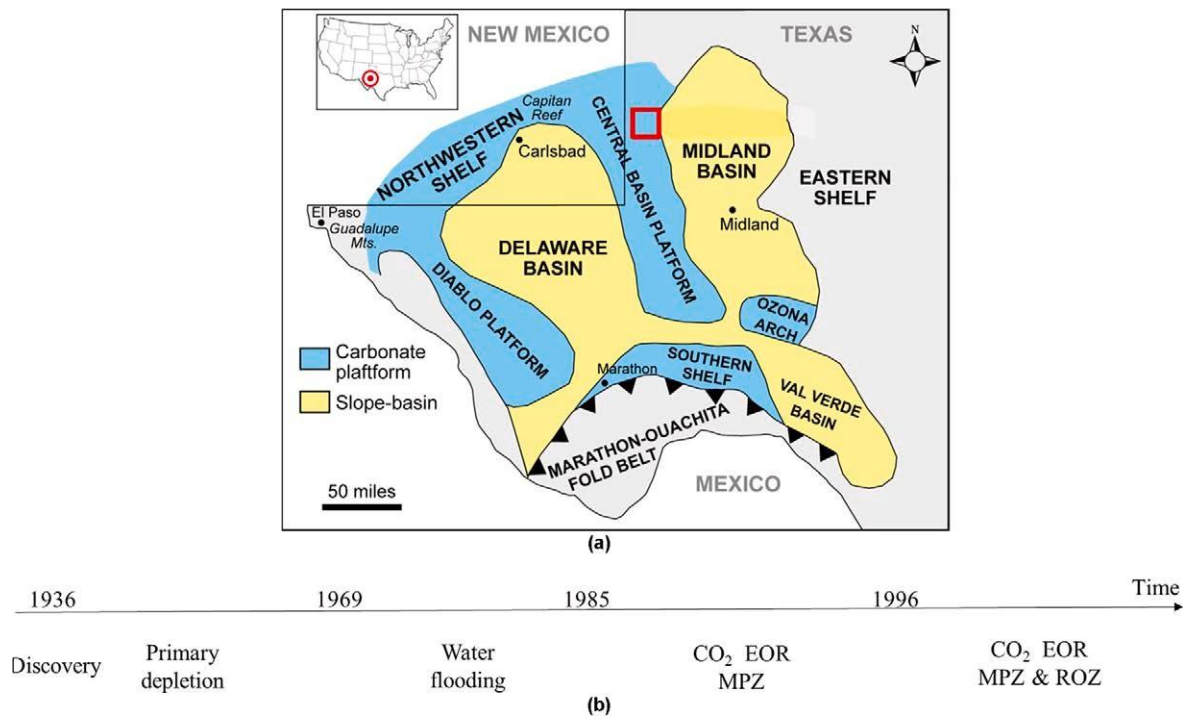 NEW MEXICO
TEXAS
N
Capitan
Reef
NORTHWESTERN
SHELF
Carlsbad
CENTRAL BASIN PLATFORM
MIDLAND
BASIN
EASTERN
SHELF
Midland
El Paso
Guadalupe
Mts.
DELAWARE
BASIN
DIABLO PLATFORM
OZONA
ARCH
Carbonate
plaftform
Slope-basin
Marathon
SOUTHERN
SHELF
VAL VERDE
BASIN
MARATHON-OUACHITA
FOLD BELT
MEXICO
50 miles
(a)
1936 1969 1985 1996 Time
Discovery
Primary
depletion
Water
flooding
CO₂ EOR
MPZ
CO₂ EOR
MPZ & ROZ
(b)